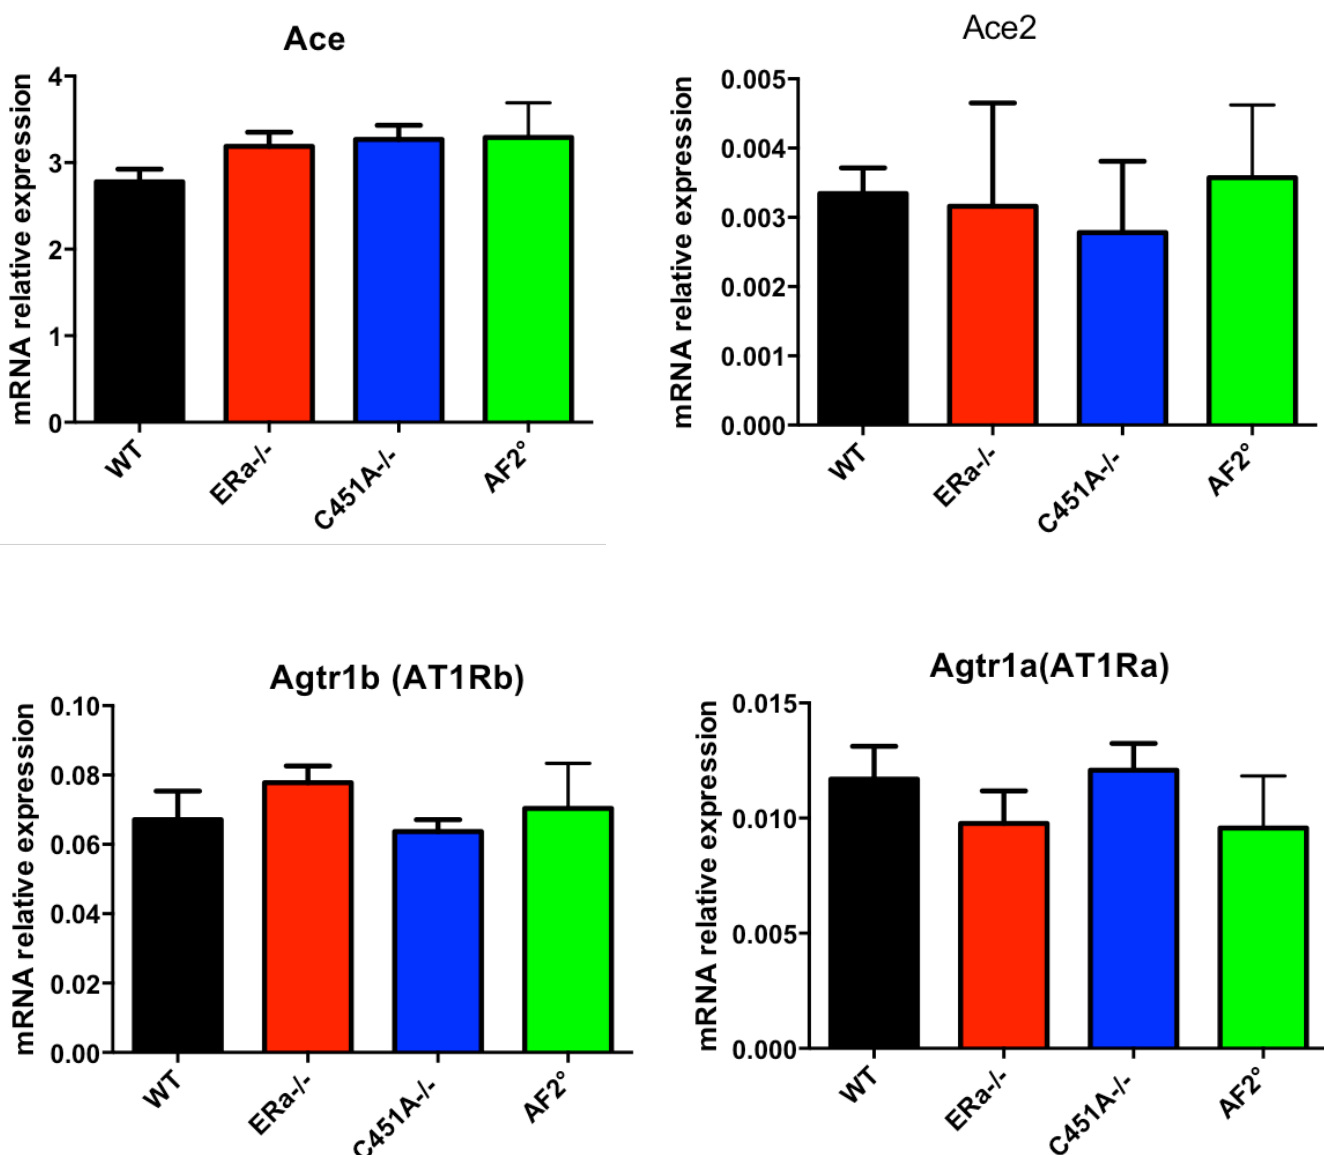 Ace
mRNA relative expression
4
3
2
1
0
WT
ERa-/-
C451A-/-
AF2°
Ace2
mRNA relative expression
0.005
0.004
0.003
0.002
0.001
0.000
WT
ERa-/-
C451A-/-
AF2°
Agtr1b (AT1Rb)
mRNA relative expression
0.10
0.08
0.06
0.04
0.02
0.00
WT
ERa-/-
C451A-/-
AF2°
Agtr1a(AT1Ra)
mRNA relative expression
0.015
0.010
0.005
0.000
WT
ERa-/-
C451A-/-
AF2°